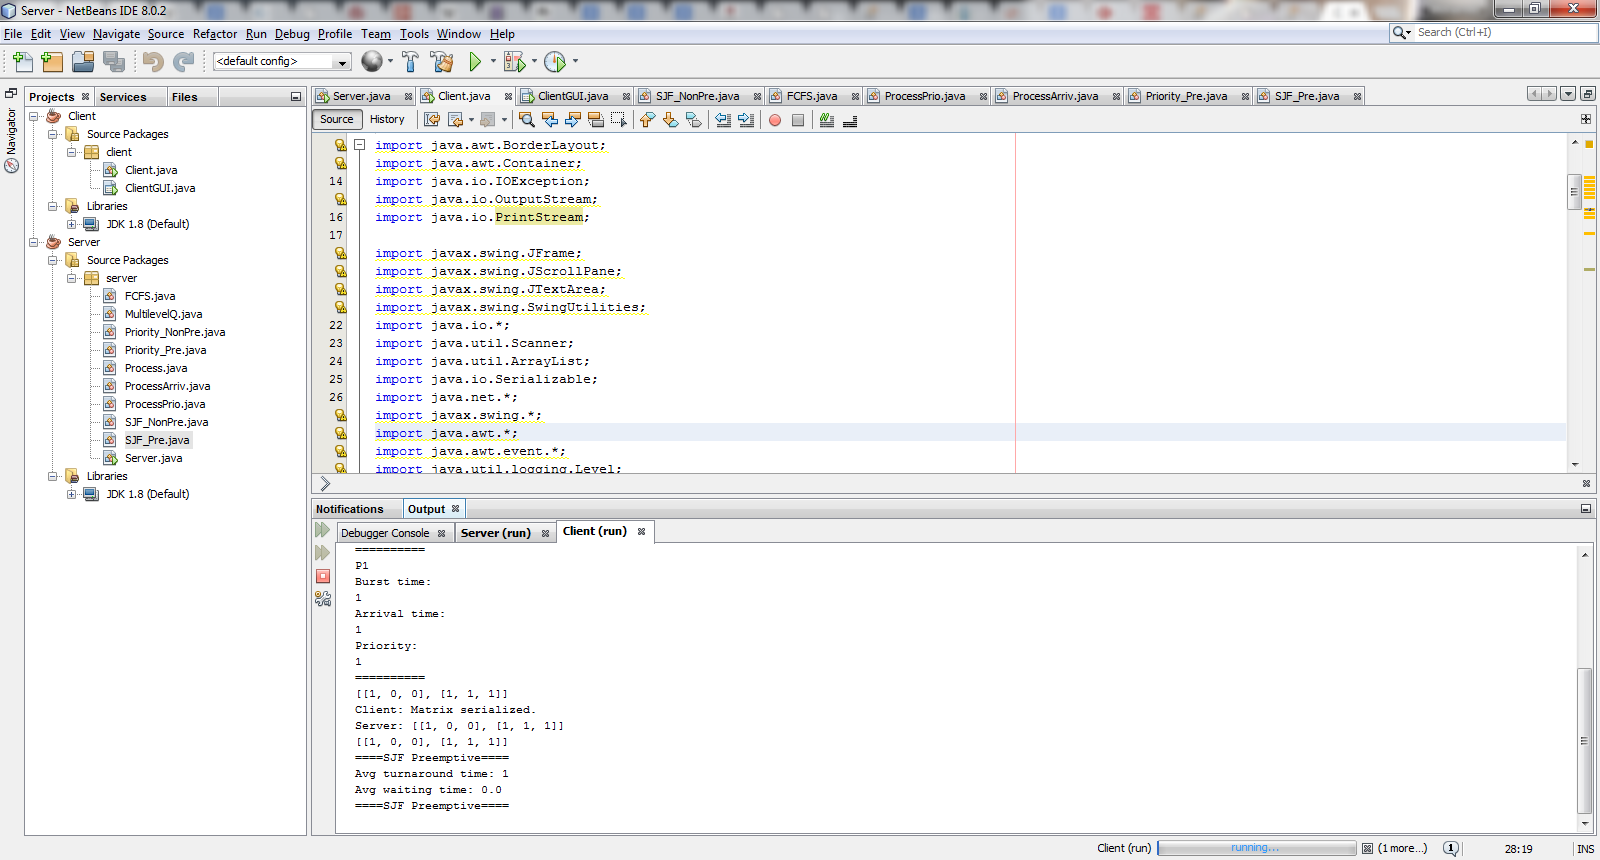 Server - NetBeans IDE 8.0.2
File Edit View Navigate Source Refactor Run Debug Profile Team Tools Window Help
Search (Ctrl+I)
<default config>
Navigator
Projects Services Files
Client
Source Packages
client
Client.java
ClientGUI.java
Libraries
JDK 1.8 (Default)
Server
Source Packages
server
FCFS.java
MultilevelQ.java
Priority_NonPre.java
Priority_Pre.java
Process.java
ProcessArriv.java
ProcessPrio.java
SJF_NonPre.java
SJF_Pre.java
Server.java
Libraries
JDK 1.8 (Default)
Server.java Client.java ClientGUI.java SJF_NonPre.java FCFS.java ProcessPrio.java ProcessArriv.java Priority_Pre.java SJF_Pre.java
Source History
import java.awt.BorderLayout;
import java.awt.Container;
14 import java.io.IOException;
import java.io.OutputStream;
16 import java.io.PrintStream;
17
import javax.swing.JFrame;
import javax.swing.JScrollPane;
import javax.swing.JTextArea;
import javax.swing.SwingUtilities;
22 import java.io.*;
23 import java.util.Scanner;
24 import java.util.ArrayList;
25 import java.io.Serializable;
26 import java.net.*;
import javax.swing.*;
import java.awt.*;
import java.awt.event.*;
import java.util.logging.Level;
Notifications Output
Debugger Console Server (run) Client (run)
==========
P1
Burst time:
1
Arrival time:
1
Priority:
1
==========
[[1, 0, 0], [1, 1, 1]]
Client: Matrix serialized.
Server: [[1, 0, 0], [1, 1, 1]]
[[1, 0, 0], [1, 1, 1]]
====SJF Preemptive====
Avg turnaround time: 1
Avg waiting time: 0.0
====SJF Preemptive====
Client (run) running... (1 more...) 1 28:19 INS